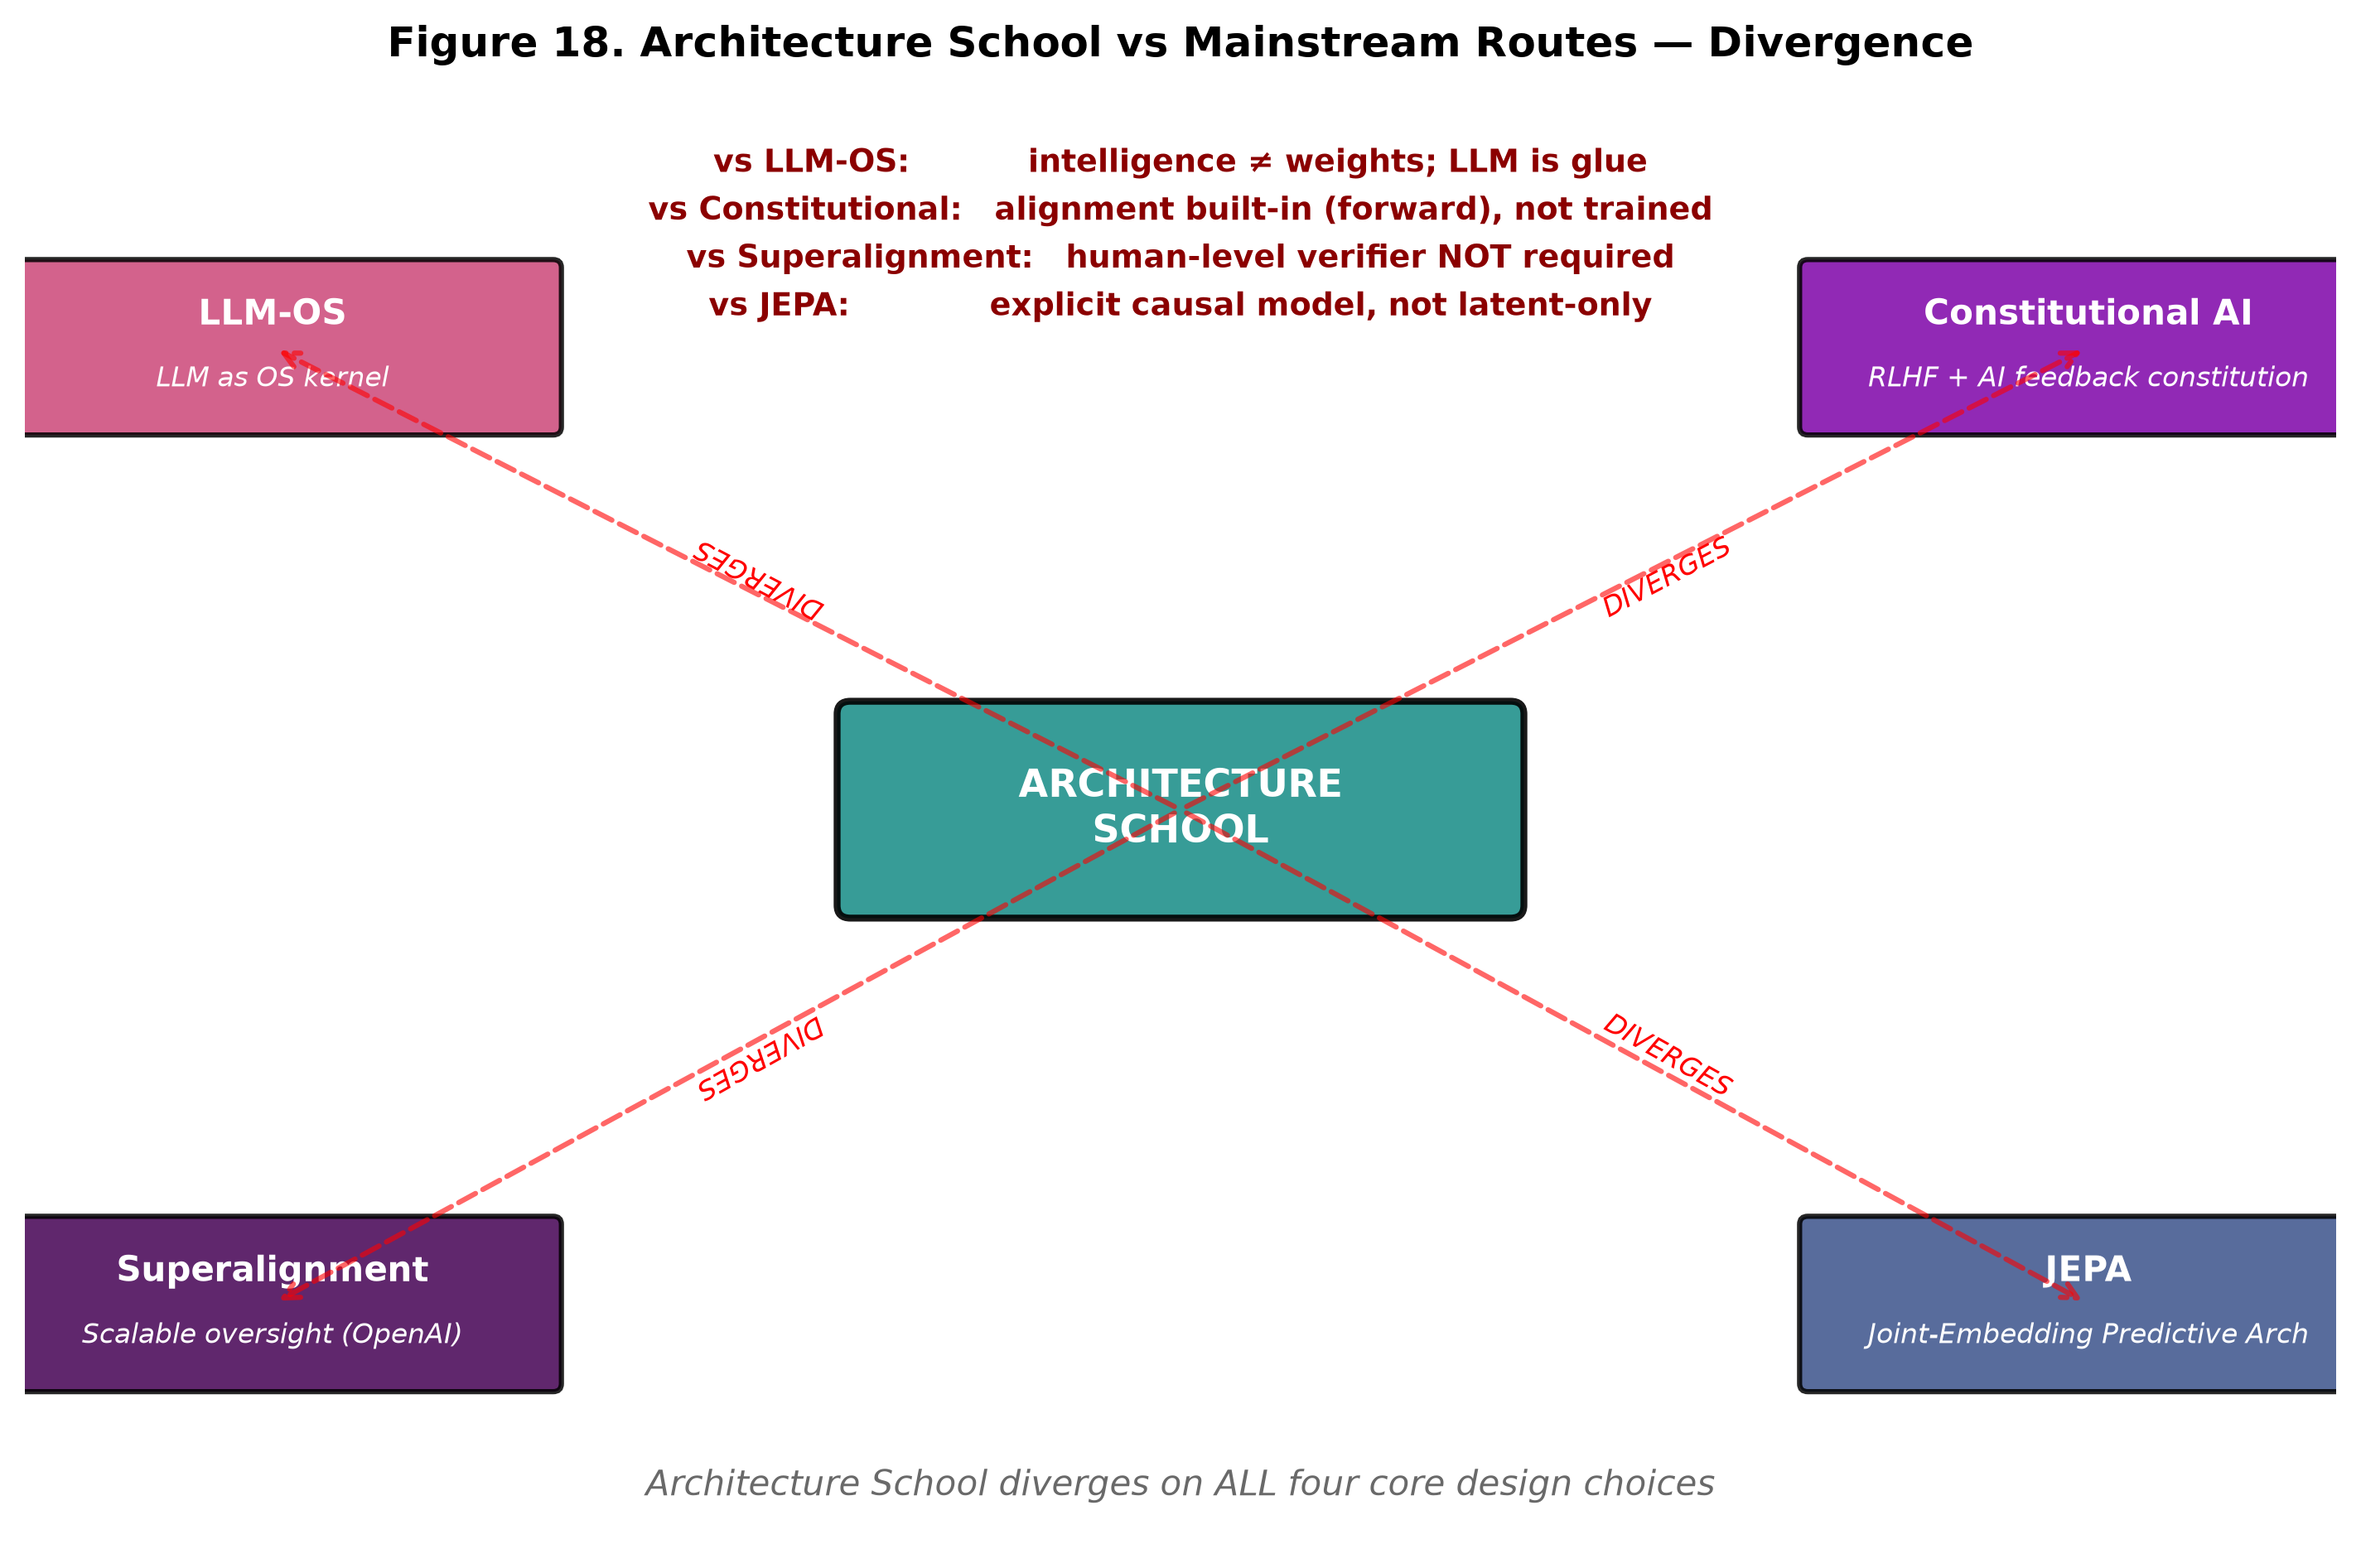 Figure 18. Architecture School vs Mainstream Routes — Divergence
vs LLM-OS: intelligence ≠ weights; LLM is glue
vs Constitutional: alignment built-in (forward), not trained
vs Superalignment: human-level verifier NOT required
vs JEPA: explicit causal model, not latent-only
LLM-OS
LLM as OS kernel
Constitutional AI
RLHF + AI feedback constitution
DIVERGES
DIVERGES
ARCHITECTURE
SCHOOL
DIVERGES
DIVERGES
Superalignment
Scalable oversight (OpenAI)
JEPA
Joint-Embedding Predictive Arch
Architecture School diverges on ALL four core design choices